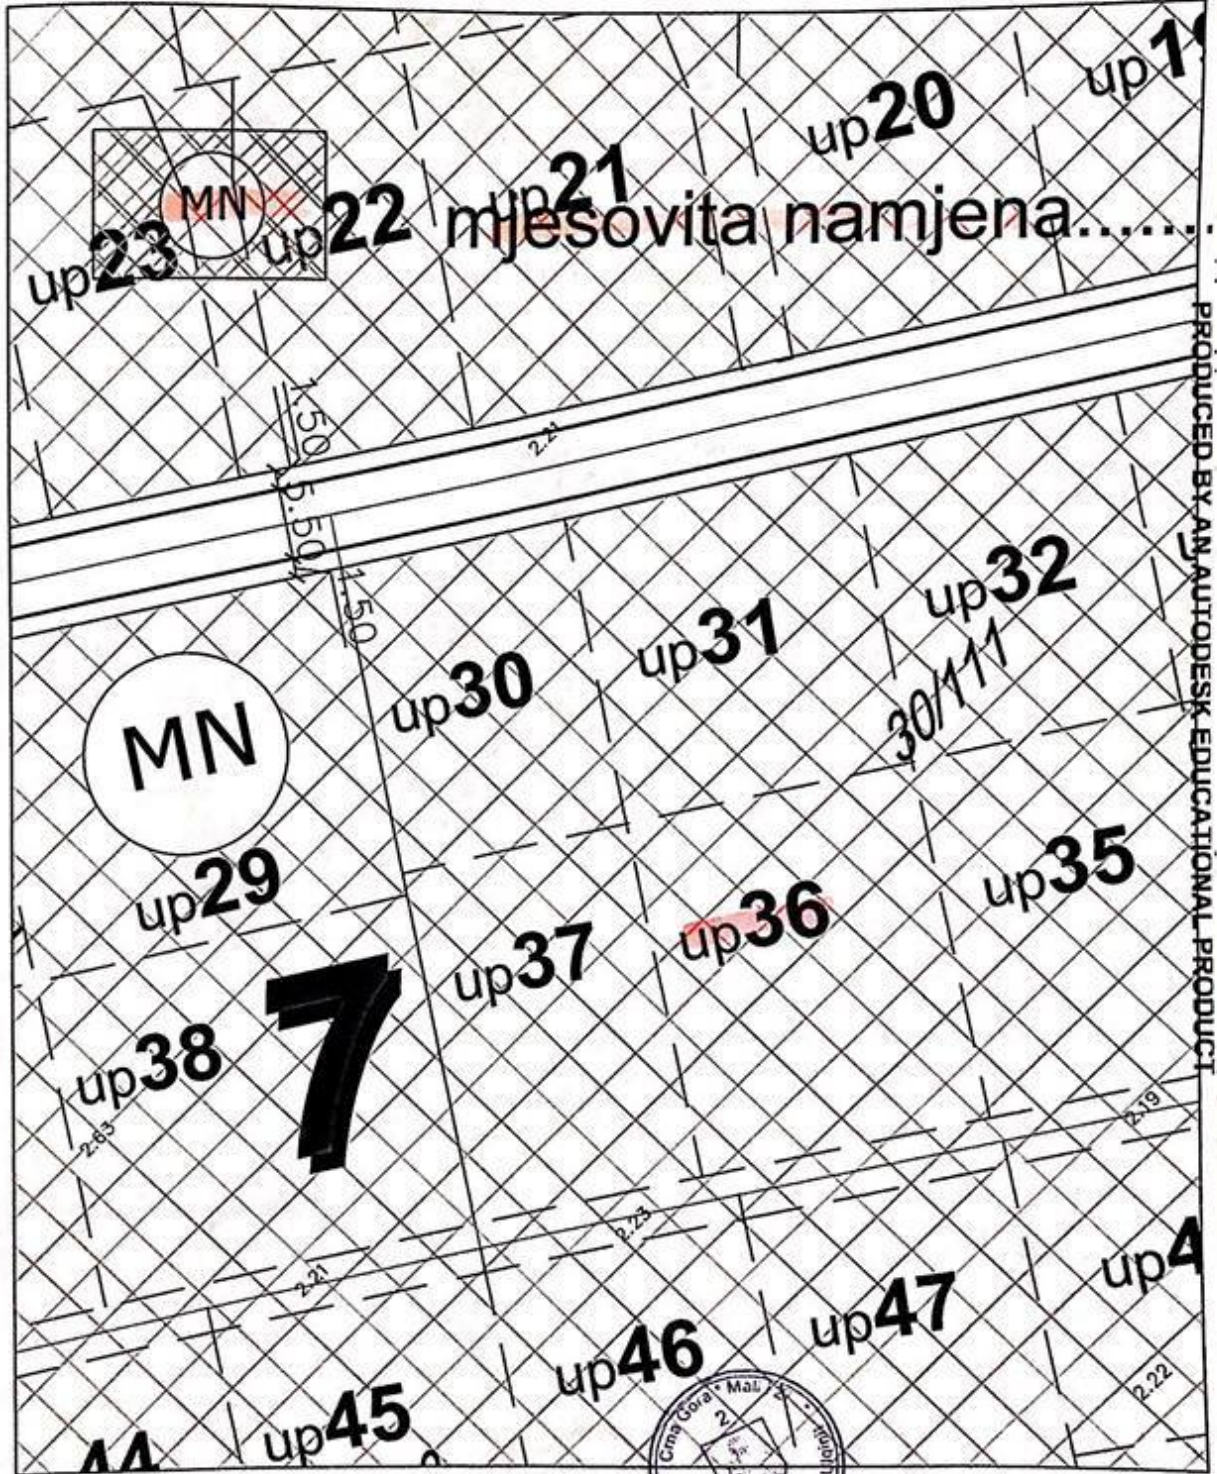 up20
up21
MN
up22
mjesovita namjena.......
up23
1.50
2.21
5.50
1.50
PRODUCED BY AN AUTODESK EDUCATIONAL PRODUCT
up32
up31
30/111
up30
MN
up35
up29
up36
up37
7
up38
2.63
2.19
2.23
2.21
up47
up46
2.22
up45
44
Crna Gora